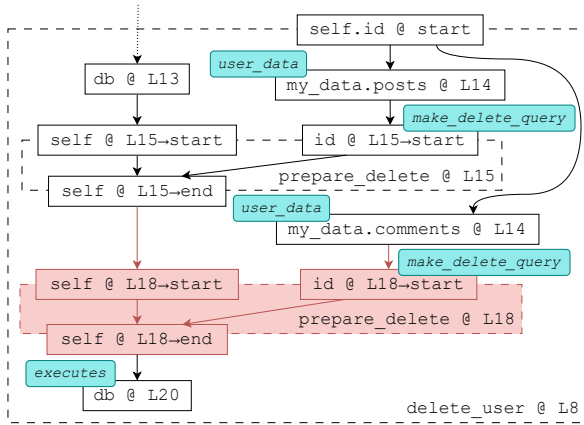 self.id @ start
user_data
db @ L13
my_data.posts @ L14
make_delete_query
self @ L15→start
id @ L15→start
prepare_delete @ L15
self @ L15→end
user_data
my_data.comments @ L14
make_delete_query
self @ L18→start
id @ L18→start
prepare_delete @ L18
self @ L18→end
executes
db @ L20
delete_user @ L8